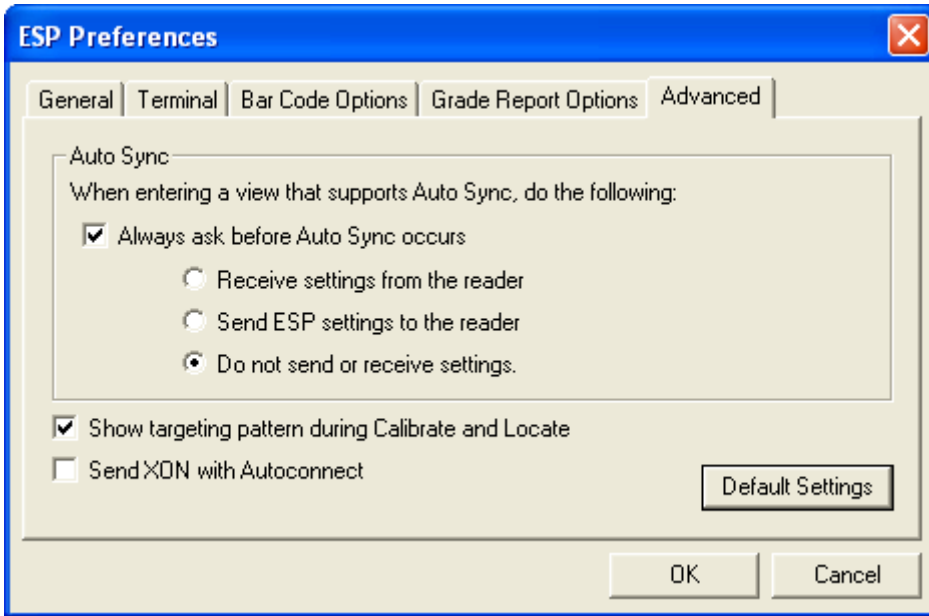 ESP Preferences
General Terminal Bar Code Options Grade Report Options Advanced
Auto Sync
When entering a view that supports Auto Sync, do the following:
Always ask before Auto Sync occurs
Receive settings from the reader
Send ESP settings to the reader
Do not send or receive settings.
Show targeting pattern during Calibrate and Locate
Send XON with Autoconnect
Default Settings
OK Cancel